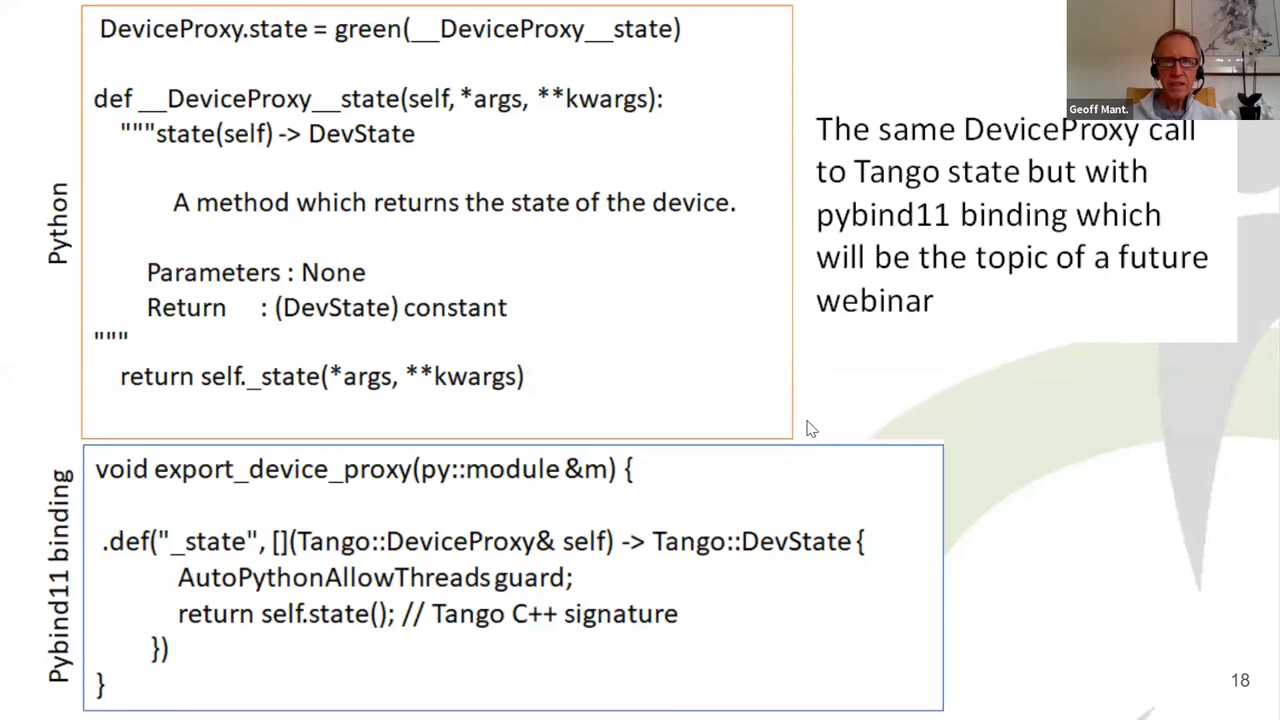 DeviceProxy.state = green(__DeviceProxy__state)
def __DeviceProxy__state(self, *args, **kwargs):
"""state(self) -> DevState
A method which returns the state of the device.
Parameters : None
Return : (DevState) constant
"""
return self._state(*args, **kwargs)
Python
Geoff Mant.
The same DeviceProxy call
to Tango state but with
pybind11 binding which
will be the topic of a future
webinar
void export_device_proxy(py::module &m) {
.def("_state", [](Tango::DeviceProxy& self) -> Tango::DevState {
AutoPythonAllowThreads guard;
return self.state(); // Tango C++ signature
})
}
Pybind11 binding
18